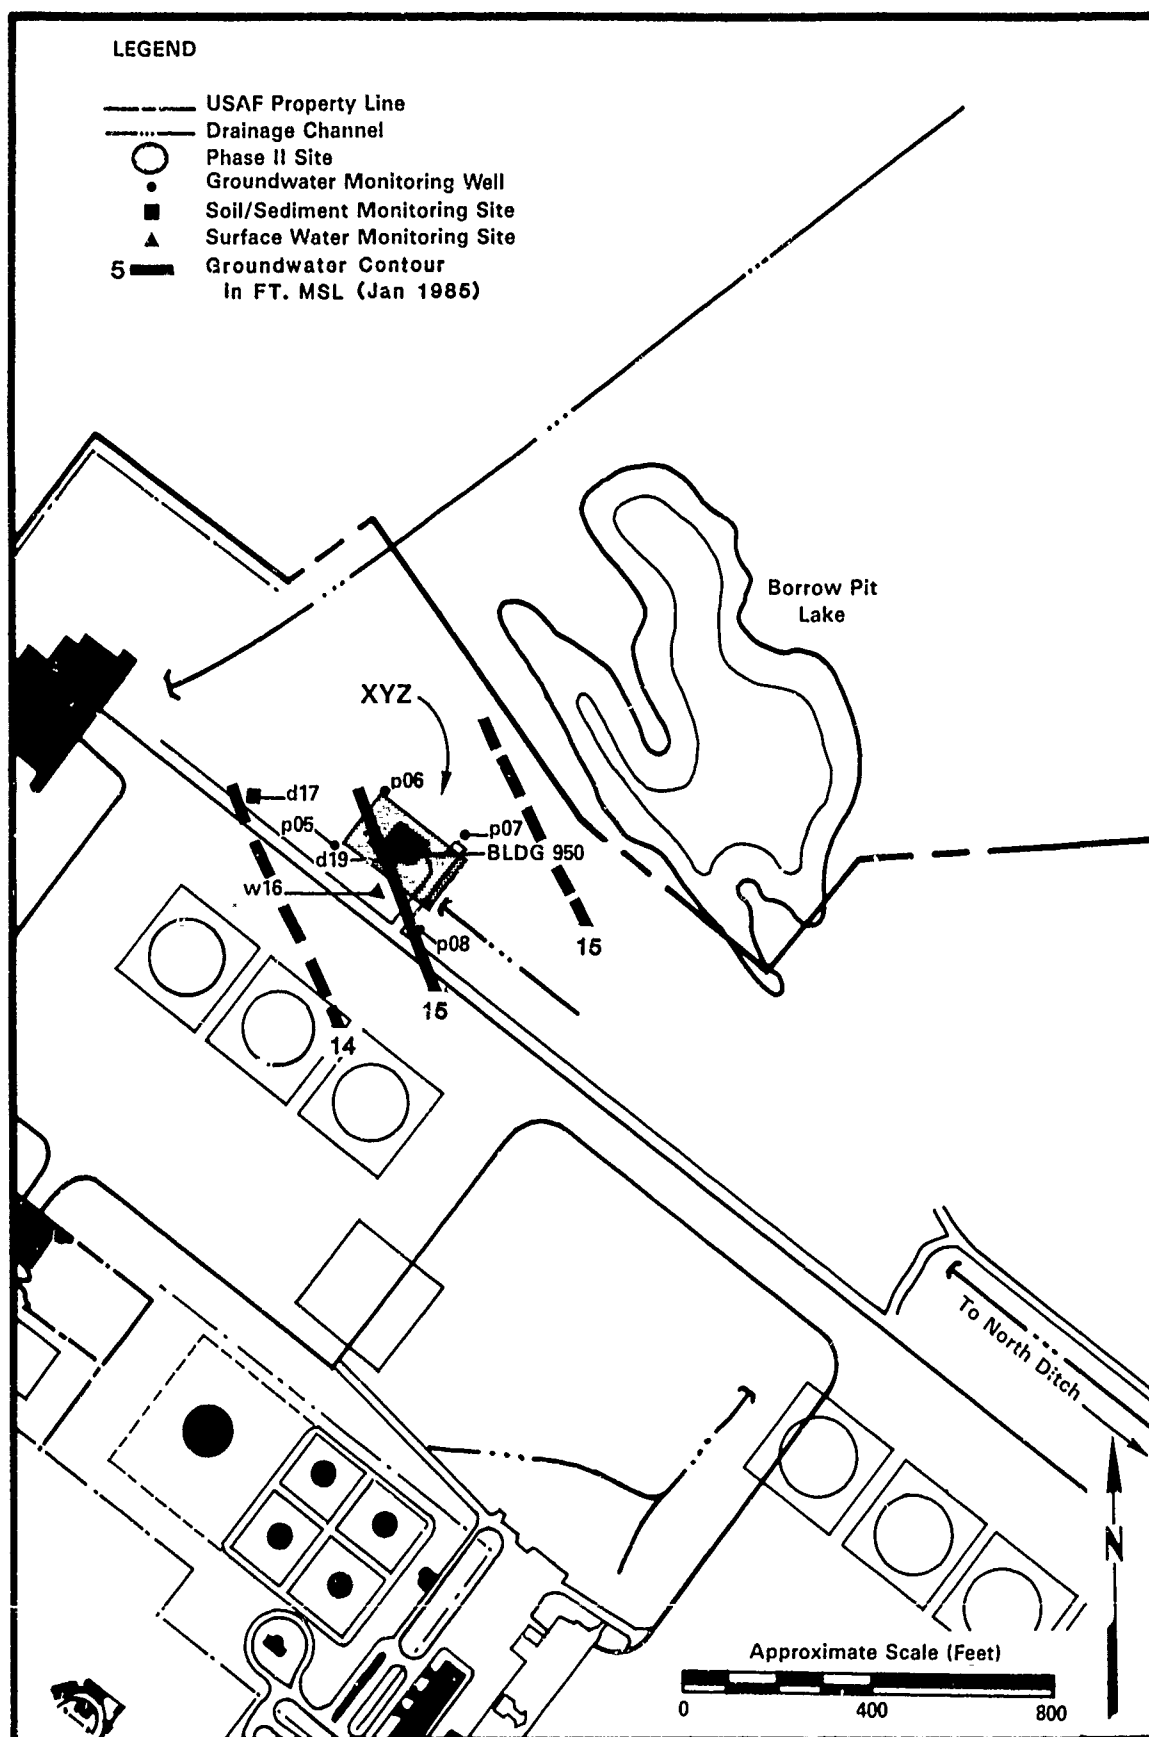 LEGEND
USAF Property Line
Drainage Channel
Phase II Site
Groundwater Monitoring Well
Soil/Sediment Monitoring Site
Surface Water Monitoring Site
5 Groundwater Contour
In FT. MSL (Jan 1985)
Borrow Pit
Lake
XYZ
p06
d17
p05
p07
d19
BLDG 950
w16
p08
15
15
14
To North Ditch
N
Approximate Scale (Feet)
0 400 800